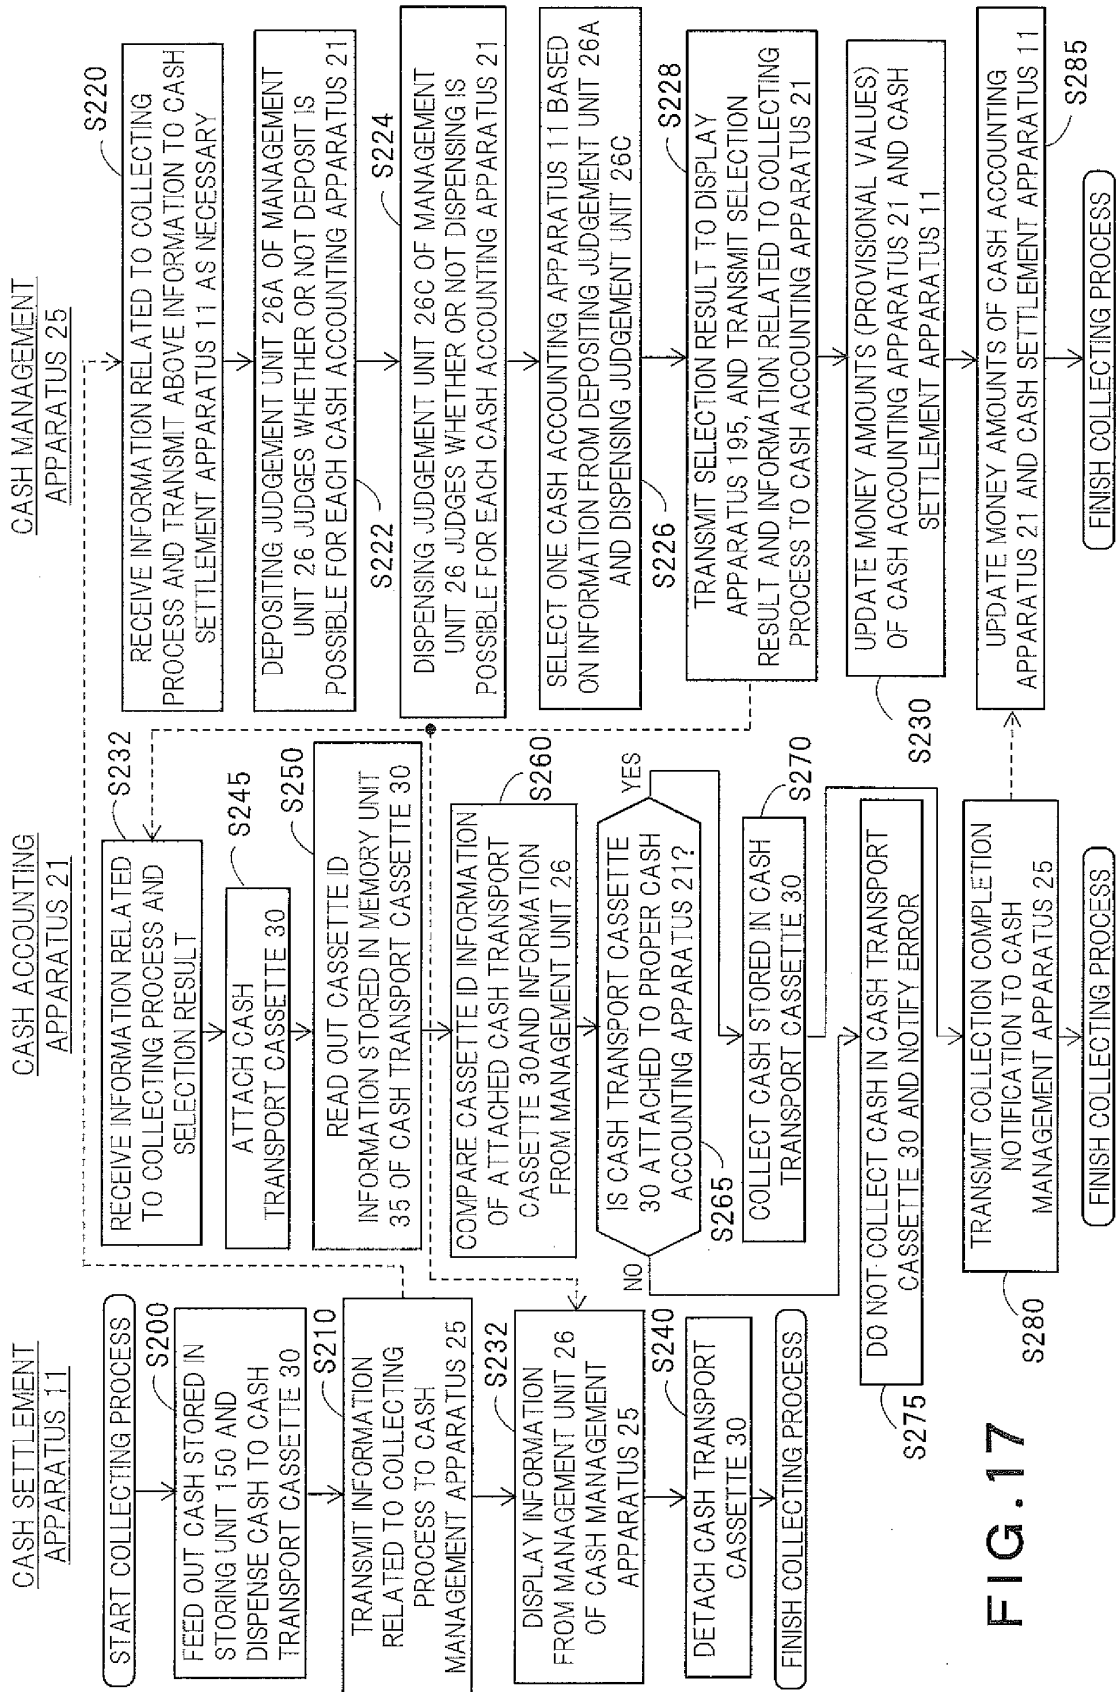 CASH SETTLEMENT
APPARATUS 11
START COLLECTING PROCESS
S200
FEED OUT CASH STORED IN
STORING UNIT 150 AND
DISPENSE CASH TO CASH
TRANSPORT CASSETTE 30
S210
TRANSMIT INFORMATION
RELATED TO COLLECTING
PROCESS TO CASH
MANAGEMENT APPARATUS 25
S232
DISPLAY INFORMATION
FROM MANAGEMENT UNIT 26
OF CASH MANAGEMENT
APPARATUS 25
S240
DETACH CASH TRANSPORT
CASSETTE 30
FINISH COLLECTING PROCESS
CASH ACCOUNTING
APPARATUS 21
S232
RECEIVE INFORMATION RELATED
TO COLLECTING PROCESS AND
SELECTION RESULT
S245
ATTACH CASH
TRANSPORT CASSETTE 30
S250
READ OUT CASSETTE ID
INFORMATION STORED IN MEMORY UNIT
35 OF CASH TRANSPORT CASSETTE 30
S260
COMPARE CASSETTE ID INFORMATION
OF ATTACHED CASH TRANSPORT
CASSETTE 30AND INFORMATION
FROM MANAGEMENT UNIT 26
IS CASH TRANSPORT CASSETTE
30 ATTACHED TO PROPER CASH
ACCOUNTING APPARATUS 21?
YES
NO
S265
S270
COLLECT CASH STORED IN CASH
TRANSPORT CASSETTE 30
DO NOT COLLECT CASH IN CASH TRANSPORT
CASSETTE 30 AND NOTIFY ERROR
S275
TRANSMIT COLLECTION COMPLETION
NOTIFICATION TO CASH
MANAGEMENT APPARATUS 25
S280
FINISH COLLECTING PROCESS
CASH MANAGEMENT
APPARATUS 25
S220
RECEIVE INFORMATION RELATED TO COLLECTING
PROCESS AND TRANSMIT ABOVE INFORMATION TO CASH
SETTLEMENT APPARATUS 11 AS NECESSARY
DEPOSITING JUDGEMENT UNIT 26A OF MANAGEMENT
UNIT 26 JUDGES WHETHER OR NOT DEPOSIT IS
POSSIBLE FOR EACH CASH ACCOUNTING APPARATUS 21
S222
S224
DISPENSING JUDGEMENT UNIT 26C OF MANAGEMENT
UNIT 26 JUDGES WHETHER OR NOT DISPENSING IS
POSSIBLE FOR EACH CASH ACCOUNTING APPARATUS 21
SELECT ONE CASH ACCOUNTING APPARATUS 11 BASED
ON INFORMATION FROM DEPOSITING JUDGEMENT UNIT 26A
AND DISPENSING JUDGEMENT UNIT 26C
S226
S228
TRANSMIT SELECTION RESULT TO DISPLAY
APPARATUS 195, AND TRANSMIT SELECTION
RESULT AND INFORMATION RELATED TO COLLECTING
PROCESS TO CASH ACCOUNTING APPARATUS 21
UPDATE MONEY AMOUNTS (PROVISIONAL VALUES)
OF CASH ACCOUNTING APPARATUS 21 AND CASH
SETTLEMENT APPARATUS 11
S230
UPDATE MONEY AMOUNTS OF CASH ACCOUNTING
APPARATUS 21 AND CASH SETTLEMENT APPARATUS 11
S285
FINISH COLLECTING PROCESS
FIG. 17